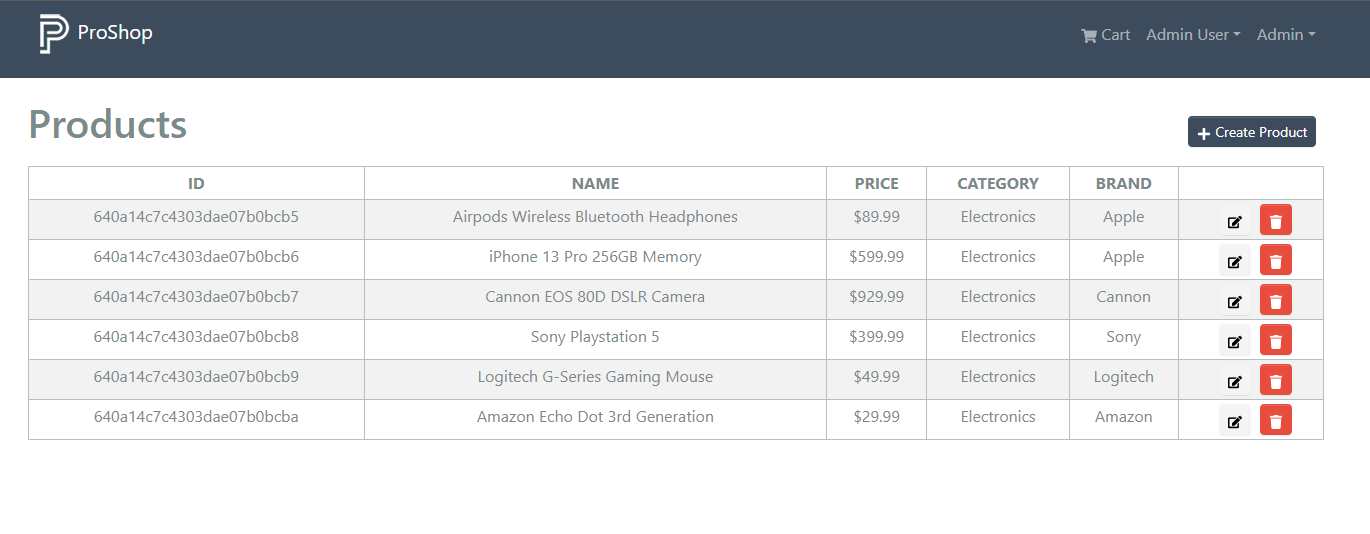 ProShop Cart Admin User Admin
Products
Create Product
ID NAME PRICE CATEGORY BRAND
640a14c7c4303dae07b0bcb5 Airpods Wireless Bluetooth Headphones $89.99 Electronics Apple
640a14c7c4303dae07b0bcb6 iPhone 13 Pro 256GB Memory $599.99 Electronics Apple
640a14c7c4303dae07b0bcb7 Cannon EOS 80D DSLR Camera $929.99 Electronics Cannon
640a14c7c4303dae07b0bcb8 Sony Playstation 5 $399.99 Electronics Sony
640a14c7c4303dae07b0bcb9 Logitech G-Series Gaming Mouse $49.99 Electronics Logitech
640a14c7c4303dae07b0bcba Amazon Echo Dot 3rd Generation $29.99 Electronics Amazon